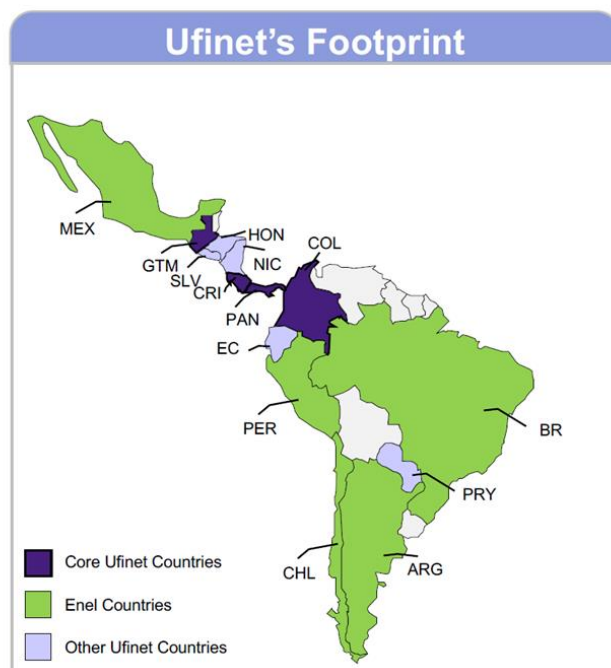 Ufinet's Footprint
MEX
HON
COL
GTM
NIC
SLV
CRI
PAN
EC
PER
BR
PRY
CHL
ARG
Core Ufinet Countries
Enel Countries
Other Ufinet Countries